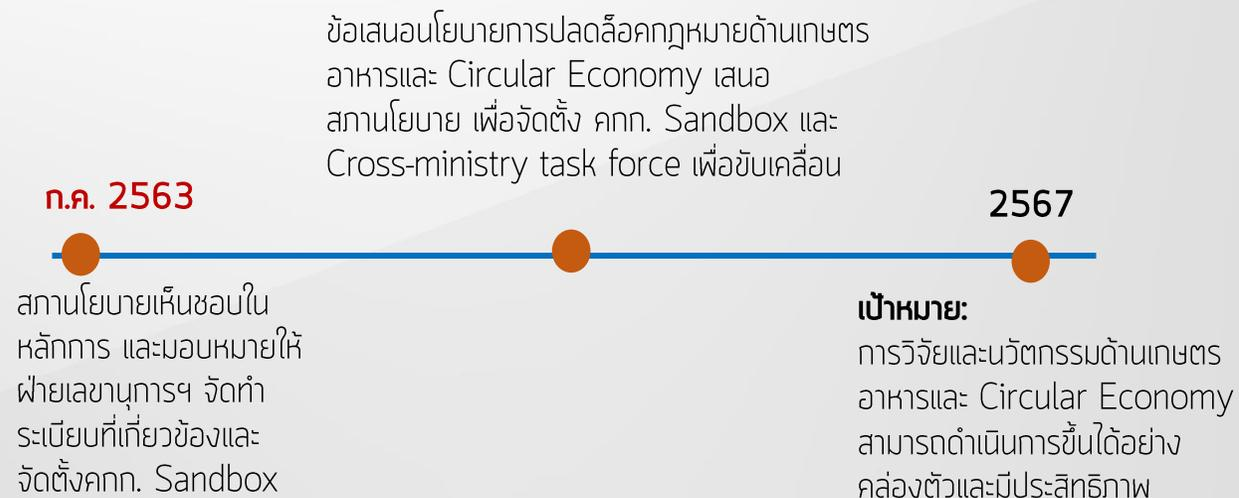 ข้อเสนอนโยบายการปลดล็อคกฎหมายด้านเกษตร
อาหารและ Circular Economy เสนอ
สภานโยบาย เพื่อจัดตั้ง คกก. Sandbox และ
Cross-ministry task force เพื่อขับเคลื่อน
ก.ค. 2563
2567
สภานโยบายเห็นชอบใน
หลักการ และมอบหมายให้
ฝ่ายเลขานุการฯ จัดทำ
ระเบียบที่เกี่ยวข้องและ
จัดตั้งคกก. Sandbox
เป้าหมาย:
การวิจัยและนวัตกรรมด้านเกษตร
อาหารและ Circular Economy
สามารถดำเนินการขึ้นได้อย่าง
คล่องตัวและมีประสิทธิภาพ